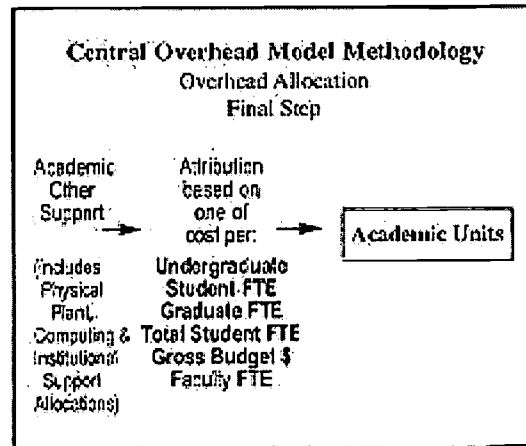 Central Overhead Model Methodology
Overhead Allocation
Final Step
Academic
Other
Support
Attribution
based on
one of
cost per:
Academic Units
(includes
Physical
Plant,
Computing &
Institutional
Support
Allocations)
Undergraduate
Student FTE
Graduate FTE
Total Student FTE
Gross Budget $
Faculty FTE